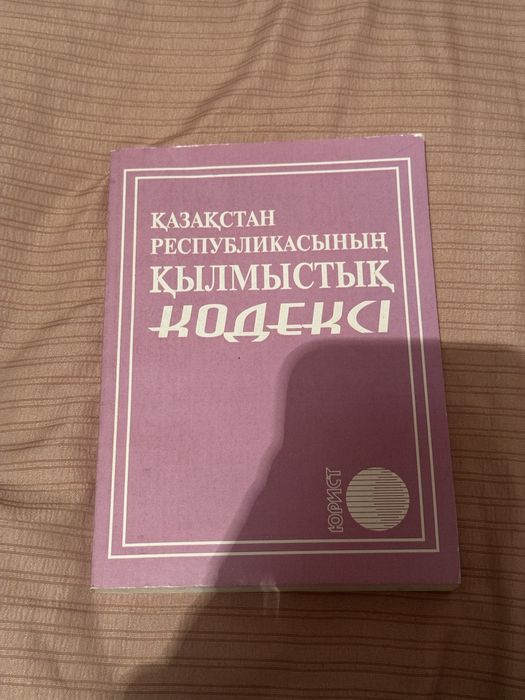 ҚАЗАҚСТАН
РЕСПУБЛИКАСЫНЫҢ
ҚЫЛМЫСТЫҚ
КОДЕКСІ
ЮРИСТ